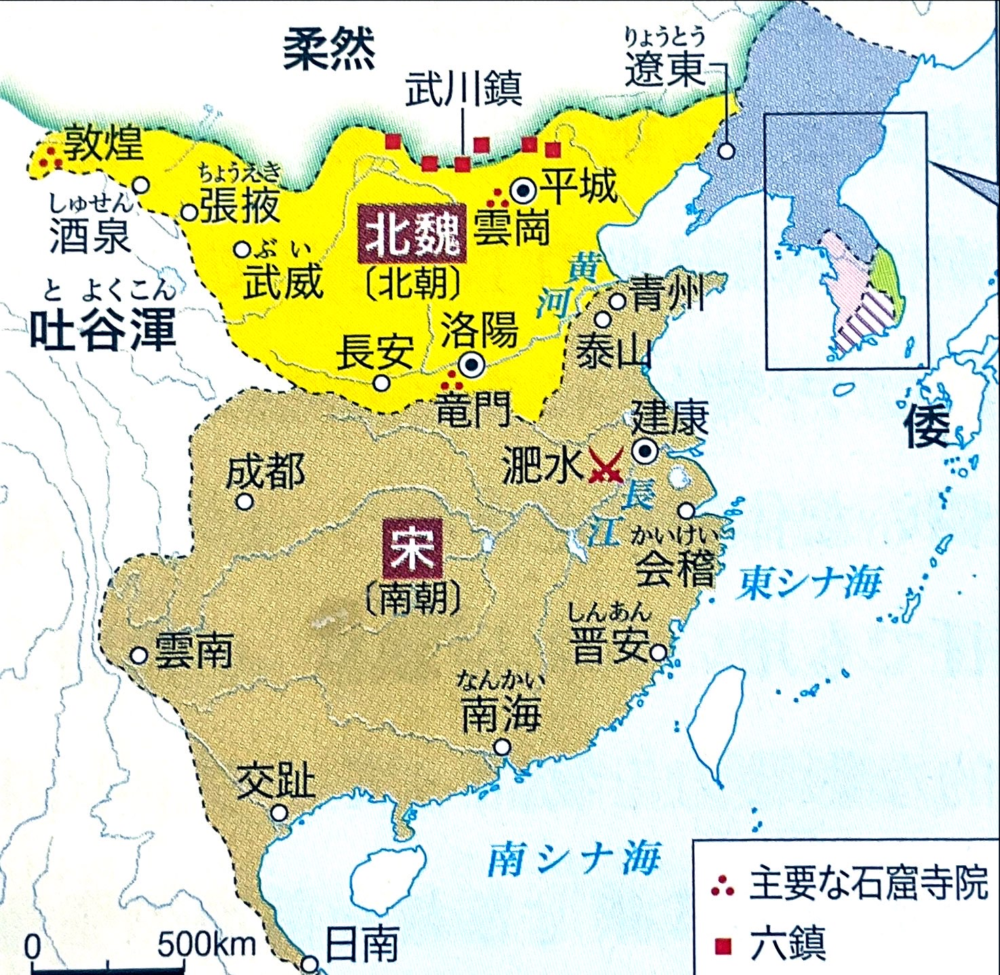 柔然
りょうとう
遼東
武川鎮
敦煌
ちょうえき
張掖
平城
しゅせん
酒泉
北魏
雲崗
ぶい
武威
〔北朝〕
黄
河
とよくこん
吐谷渾
青州
洛陽
長安
泰山
竜門
建康
倭
淝水
成都
長
江
宋
かいけい
会稽
〔南朝〕
東シナ海
しんあん
晋安
雲南
なんかい
南海
交趾
南シナ海
主要な石窟寺院
六鎮
0 500km
日南